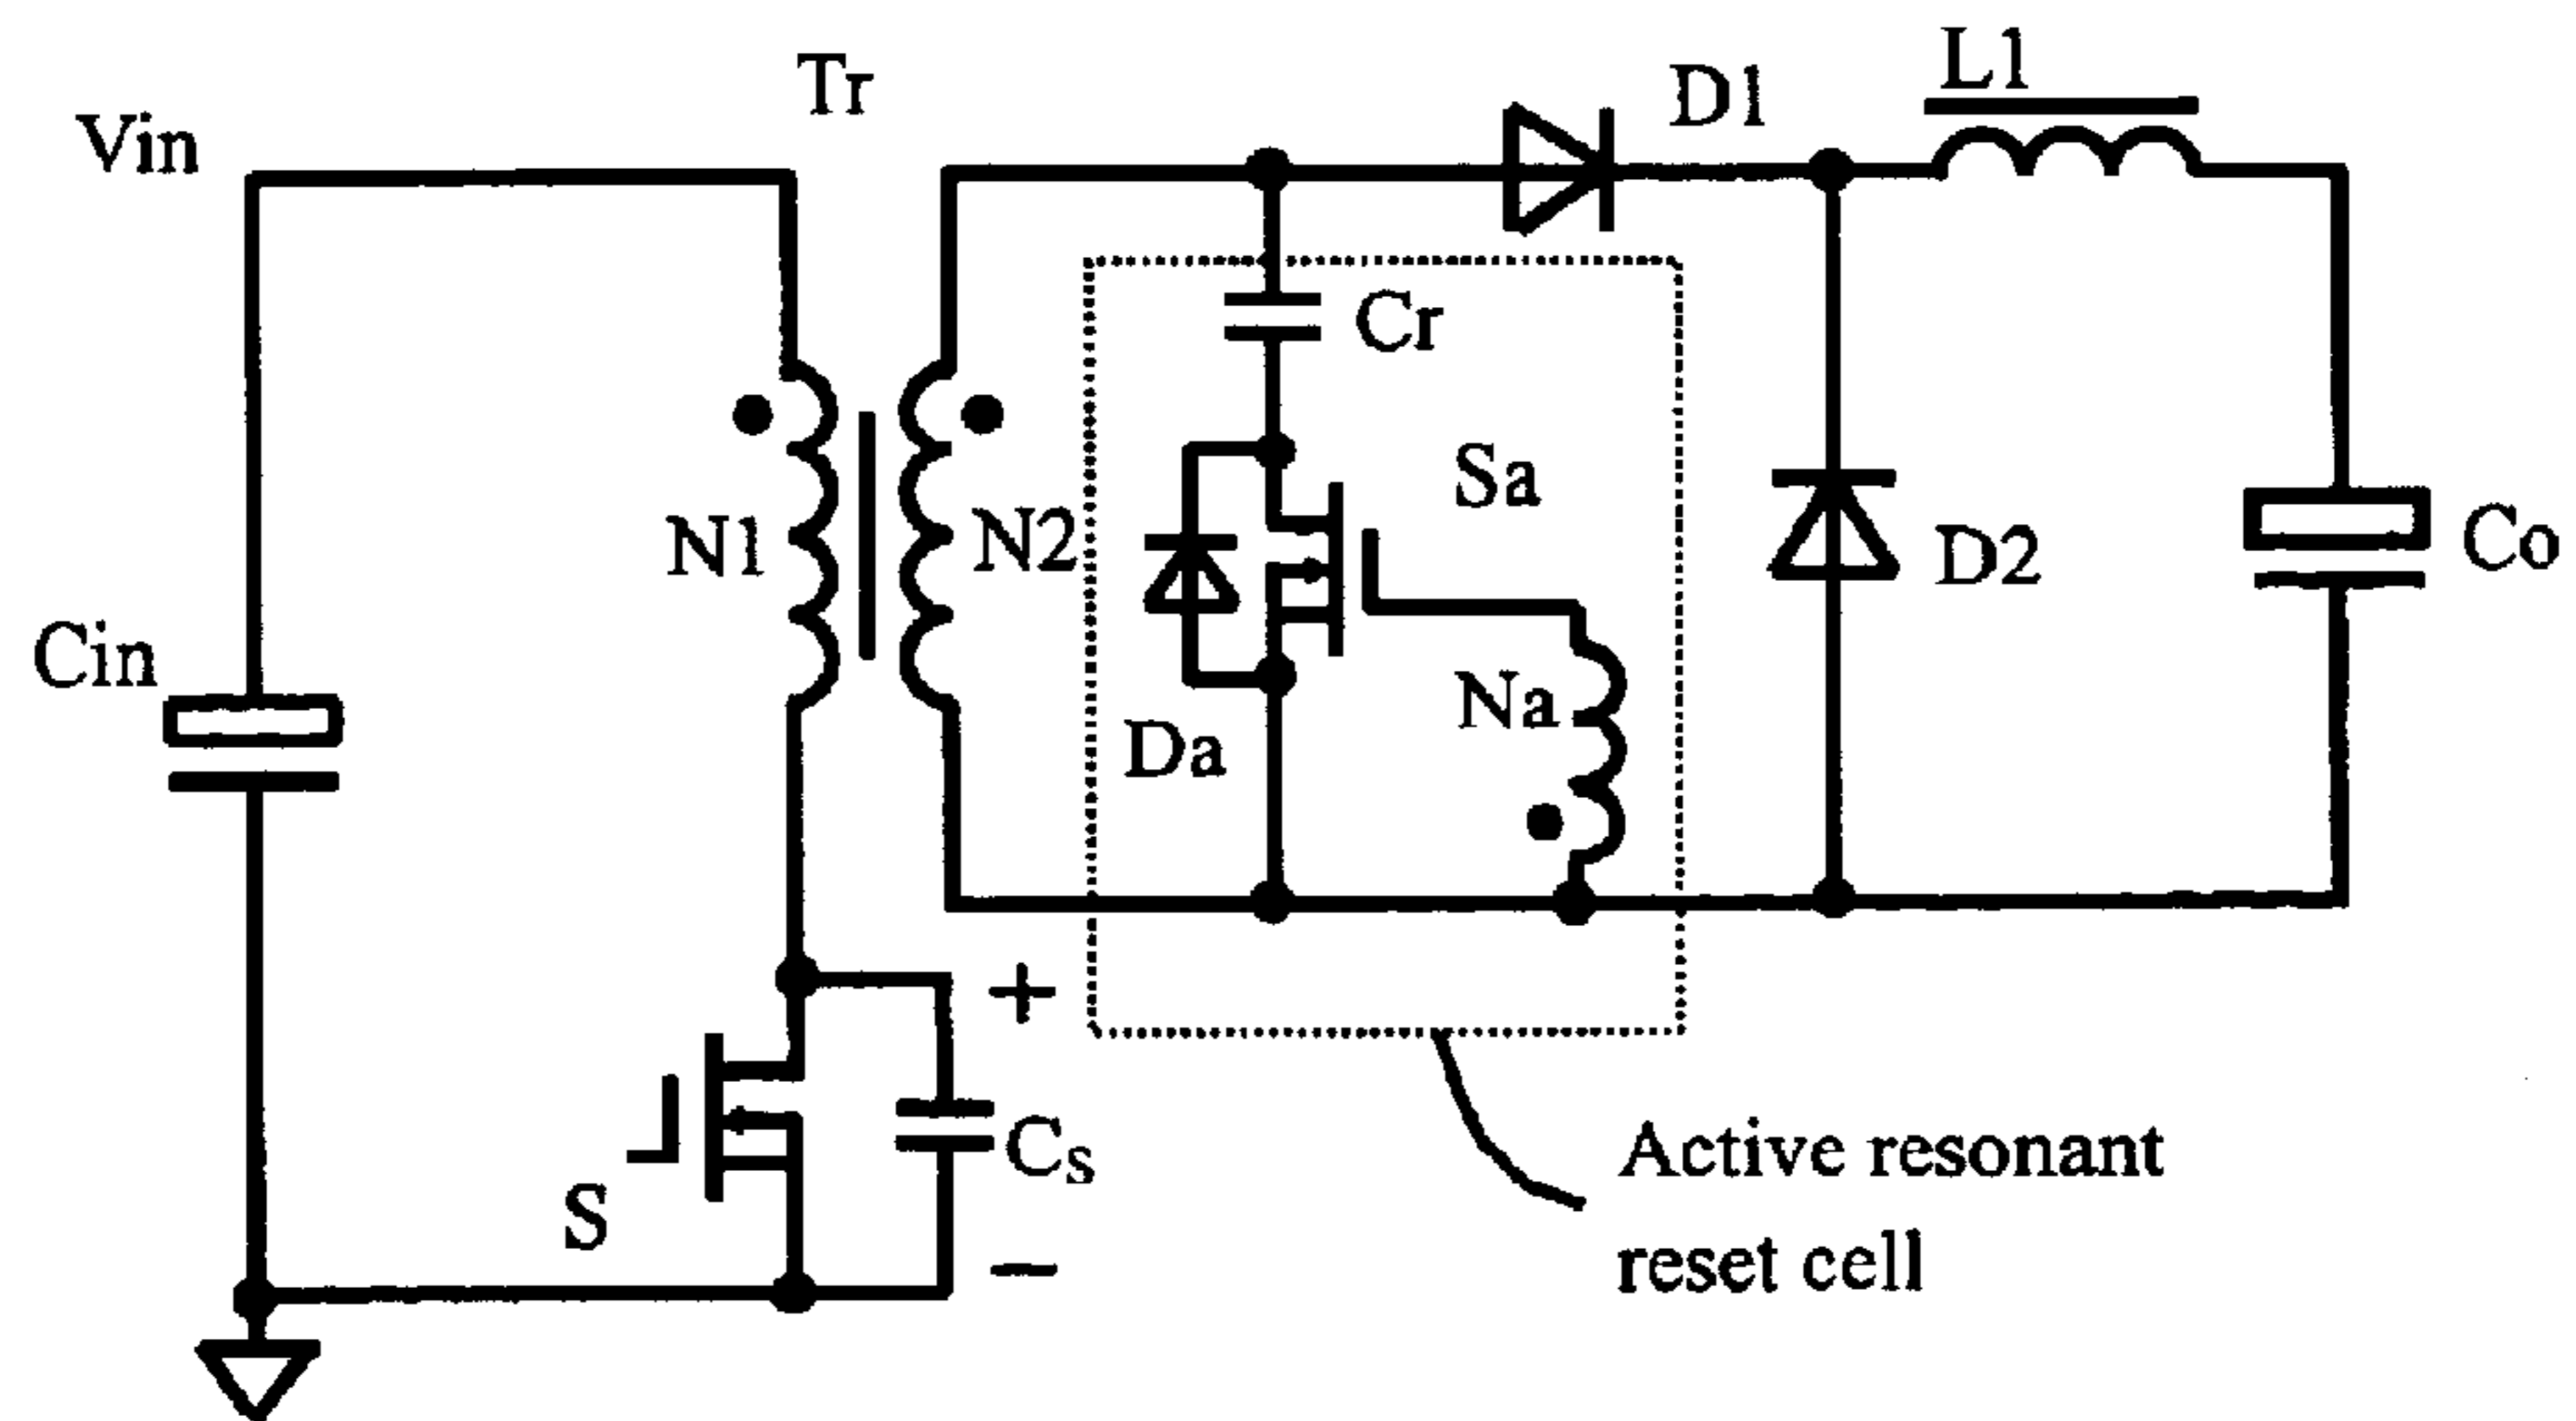 Vin
Tr
D1
L1
Cr
Sa
N1
N2
Na
Da
D2
Co
Cin
+
Cs
S
−
Active resonant
reset cell